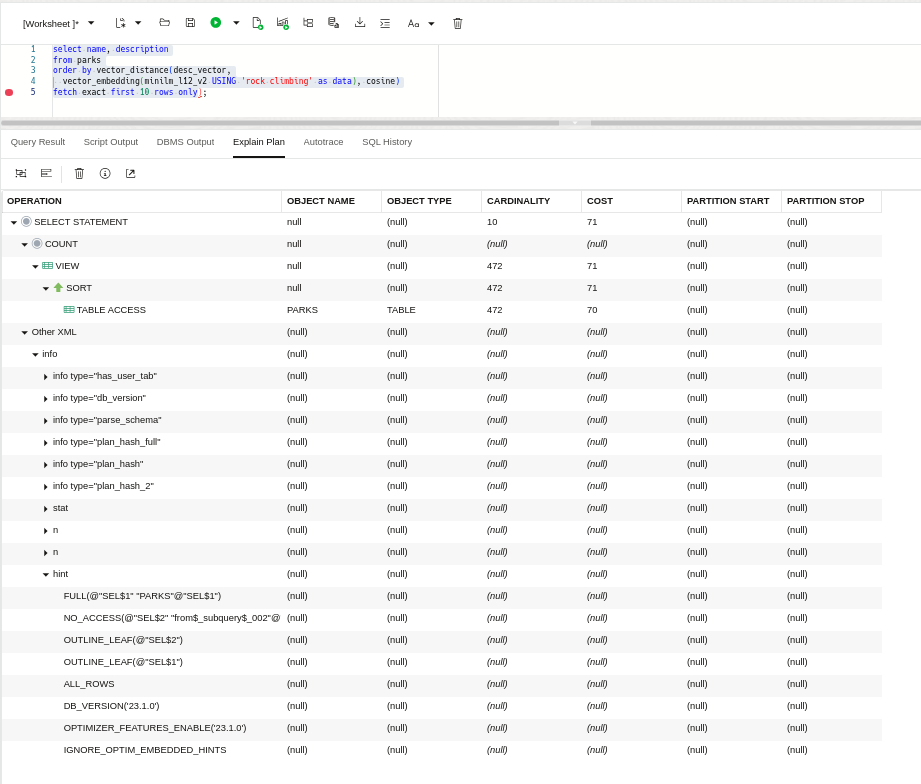 [Worksheet ]* Aa
1 select name, description
2 from parks
3 order by vector_distance(desc_vector,
4 vector_embedding(minilm_l12_v2 USING 'rock climbing' as data), cosine)
5 fetch exact first 10 rows only);
Query Result Script Output DBMS Output Explain Plan Autotrace SQL History
OPERATION OBJECT NAME OBJECT TYPE CARDINALITY COST PARTITION START PARTITION STOP
SELECT STATEMENT null (null) 10 71 (null) (null)
COUNT null (null) (null) (null) (null) (null)
VIEW null (null) 472 71 (null) (null)
SORT null (null) 472 71 (null) (null)
TABLE ACCESS PARKS TABLE 472 70 (null) (null)
Other XML (null) (null) (null) (null) (null) (null)
info (null) (null) (null) (null) (null) (null)
info type="has_user_tab" (null) (null) (null) (null) (null) (null)
info type="db_version" (null) (null) (null) (null) (null) (null)
info type="parse_schema" (null) (null) (null) (null) (null) (null)
info type="plan_hash_full" (null) (null) (null) (null) (null) (null)
info type="plan_hash" (null) (null) (null) (null) (null) (null)
info type="plan_hash_2" (null) (null) (null) (null) (null) (null)
stat (null) (null) (null) (null) (null) (null)
n (null) (null) (null) (null) (null) (null)
n (null) (null) (null) (null) (null) (null)
hint (null) (null) (null) (null) (null) (null)
FULL(@"SEL$1" "PARKS"@"SEL$1") (null) (null) (null) (null) (null) (null)
NO_ACCESS(@"SEL$2" "from$_subquery$_002"@ (null) (null) (null) (null) (null) (null)
OUTLINE_LEAF(@"SEL$2") (null) (null) (null) (null) (null) (null)
OUTLINE_LEAF(@"SEL$1") (null) (null) (null) (null) (null) (null)
ALL_ROWS (null) (null) (null) (null) (null) (null)
DB_VERSION('23.1.0') (null) (null) (null) (null) (null) (null)
OPTIMIZER_FEATURES_ENABLE('23.1.0') (null) (null) (null) (null) (null) (null)
IGNORE_OPTIM_EMBEDDED_HINTS (null) (null) (null) (null) (null) (null)